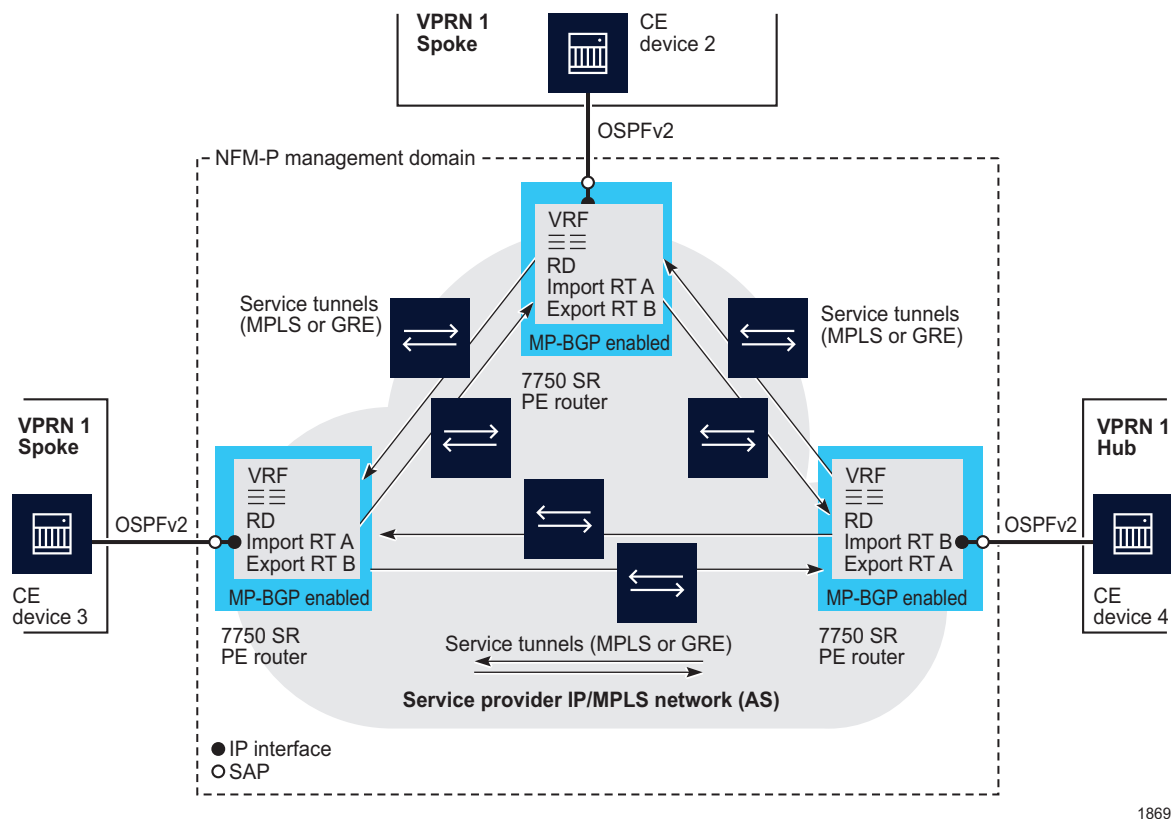 VPRN 1
Spoke
CE
device 2
OSPFv2
NFM-P management domain
VRF
RD
Import RT A
Export RT B
MP-BGP enabled
7750 SR
PE router
Service tunnels
(MPLS or GRE)
Service tunnels
(MPLS or GRE)
VPRN 1
Spoke
CE
device 3
OSPFv2
VRF
RD
Import RT A
Export RT B
MP-BGP enabled
7750 SR
PE router
VRF
RD
Import RT B
Export RT A
MP-BGP enabled
7750 SR
PE router
OSPFv2
VPRN 1
Hub
CE
device 4
Service tunnels (MPLS or GRE)
Service provider IP/MPLS network (AS)
IP interface
SAP
1869